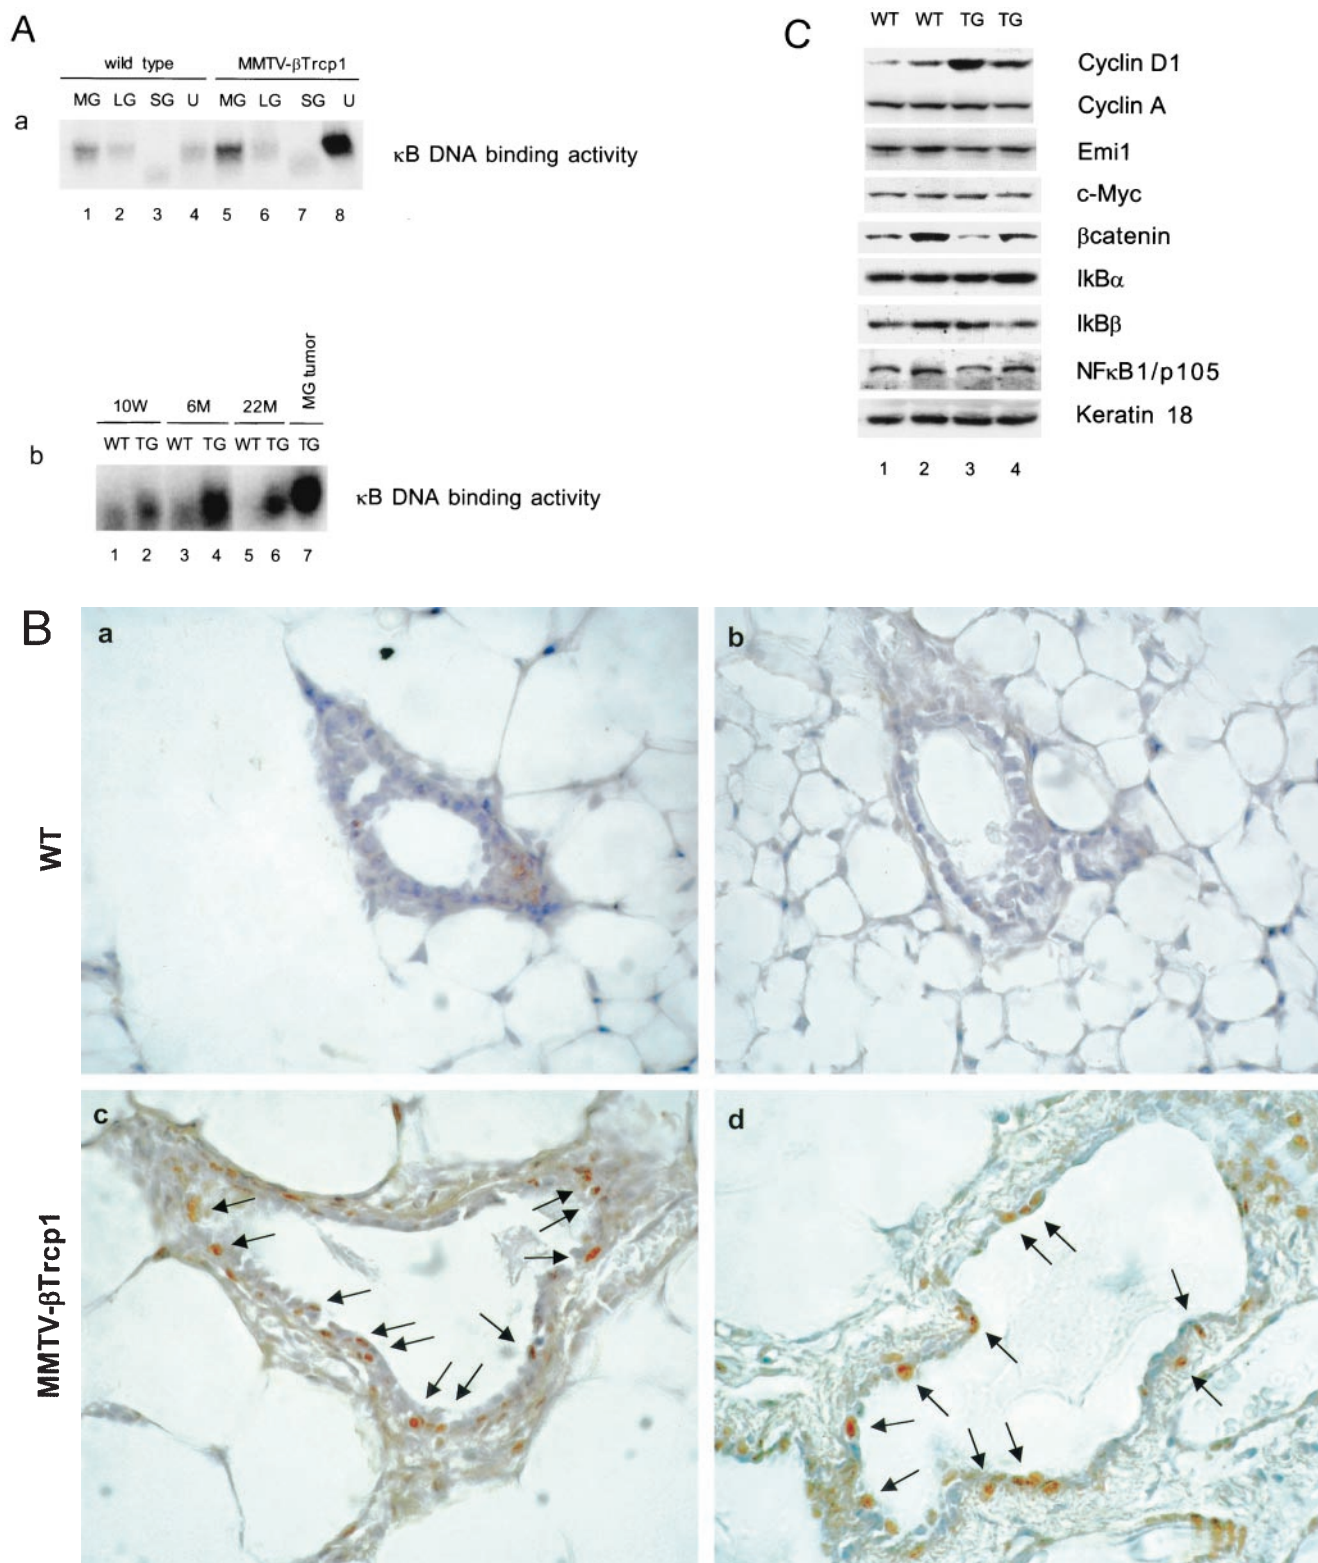 A
wild type MMTV-βTrcp1
MG LG SG U MG LG SG U
a
κB DNA binding activity
1 2 3 4 5 6 7 8
10W 6M 22M MG tumor
WT TG WT TG WT TG TG
b
κB DNA binding activity
1 2 3 4 5 6 7
C
WT WT TG TG
Cyclin D1
Cyclin A
Emi1
c-Myc
βcatenin
IkBα
IkBβ
NFκB1/p105
Keratin 18
1 2 3 4
B
WT
a
b
MMTV-βTrcp1
c
d